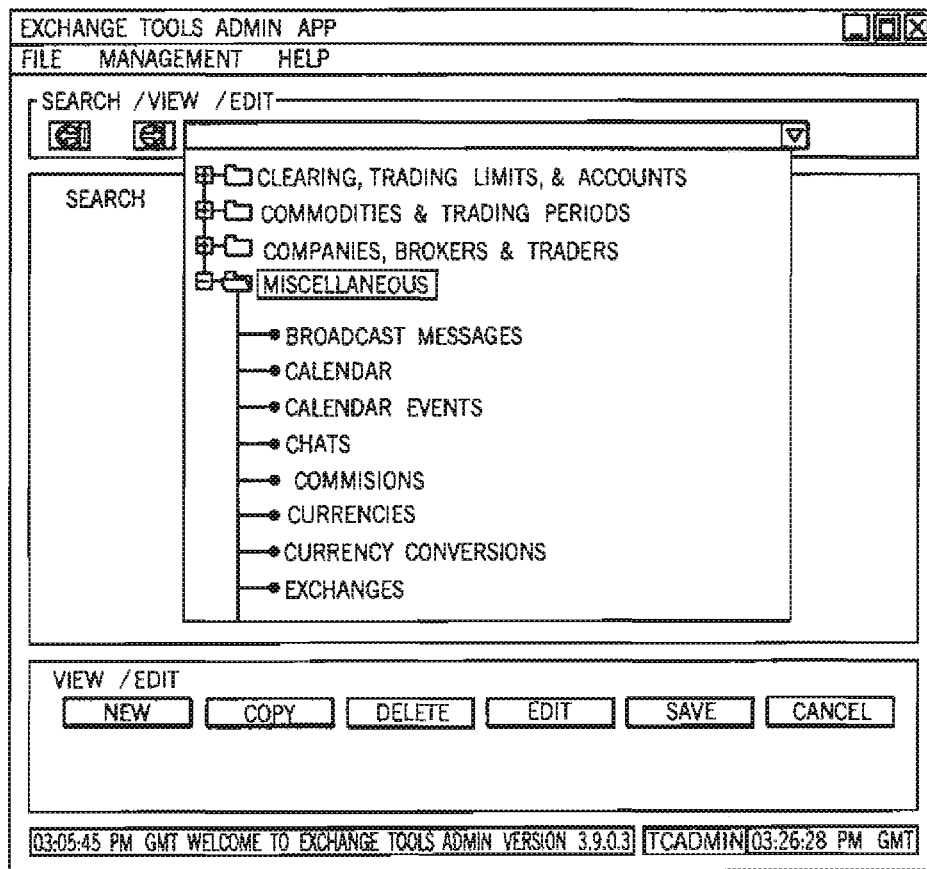 EXCHANGE TOOLS ADMIN APP
FILE MANAGEMENT HELP
SEARCH / VIEW / EDIT
SEARCH
CLEARING, TRADING LIMITS, & ACCOUNTS
COMMODITIES & TRADING PERIODS
COMPANIES, BROKERS & TRADERS
MISCELLANEOUS
BROADCAST MESSAGES
CALENDAR
CALENDAR EVENTS
CHATS
COMMISIONS
CURRENCIES
CURRENCY CONVERSIONS
EXCHANGES
VIEW / EDIT
NEW COPY DELETE EDIT SAVE CANCEL
03:05:45 PM GMT WELCOME TO EXCHANGE TOOLS ADMIN VERSION 3.9.0.3 TCADMIN 03:26:28 PM GMT